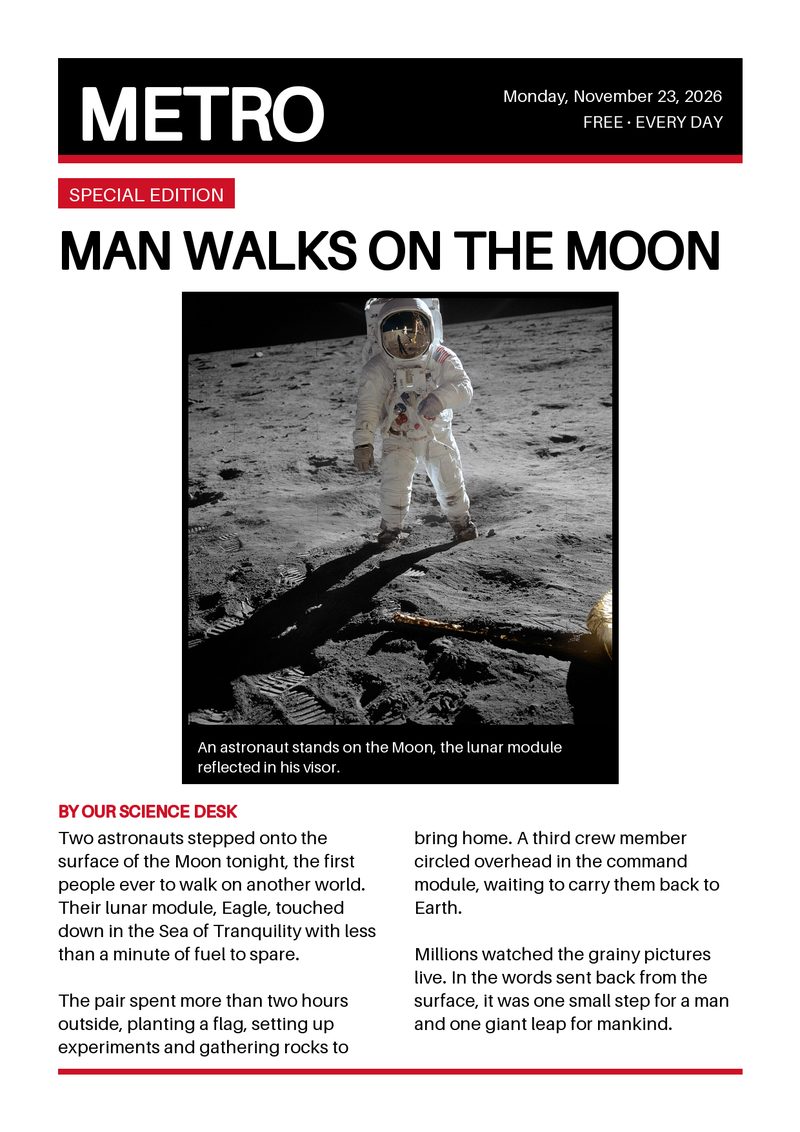 METRO
Monday, November 23, 2026
FREE · EVERY DAY
SPECIAL EDITION
MAN WALKS ON THE MOON
An astronaut stands on the Moon, the lunar module
reflected in his visor.
BY OUR SCIENCE DESK
Two astronauts stepped onto the
surface of the Moon tonight, the first
people ever to walk on another world.
Their lunar module, Eagle, touched
down in the Sea of Tranquility with less
than a minute of fuel to spare.
The pair spent more than two hours
outside, planting a flag, setting up
experiments and gathering rocks to
bring home. A third crew member
circled overhead in the command
module, waiting to carry them back to
Earth.
Millions watched the grainy pictures
live. In the words sent back from the
surface, it was one small step for a man
and one giant leap for mankind.